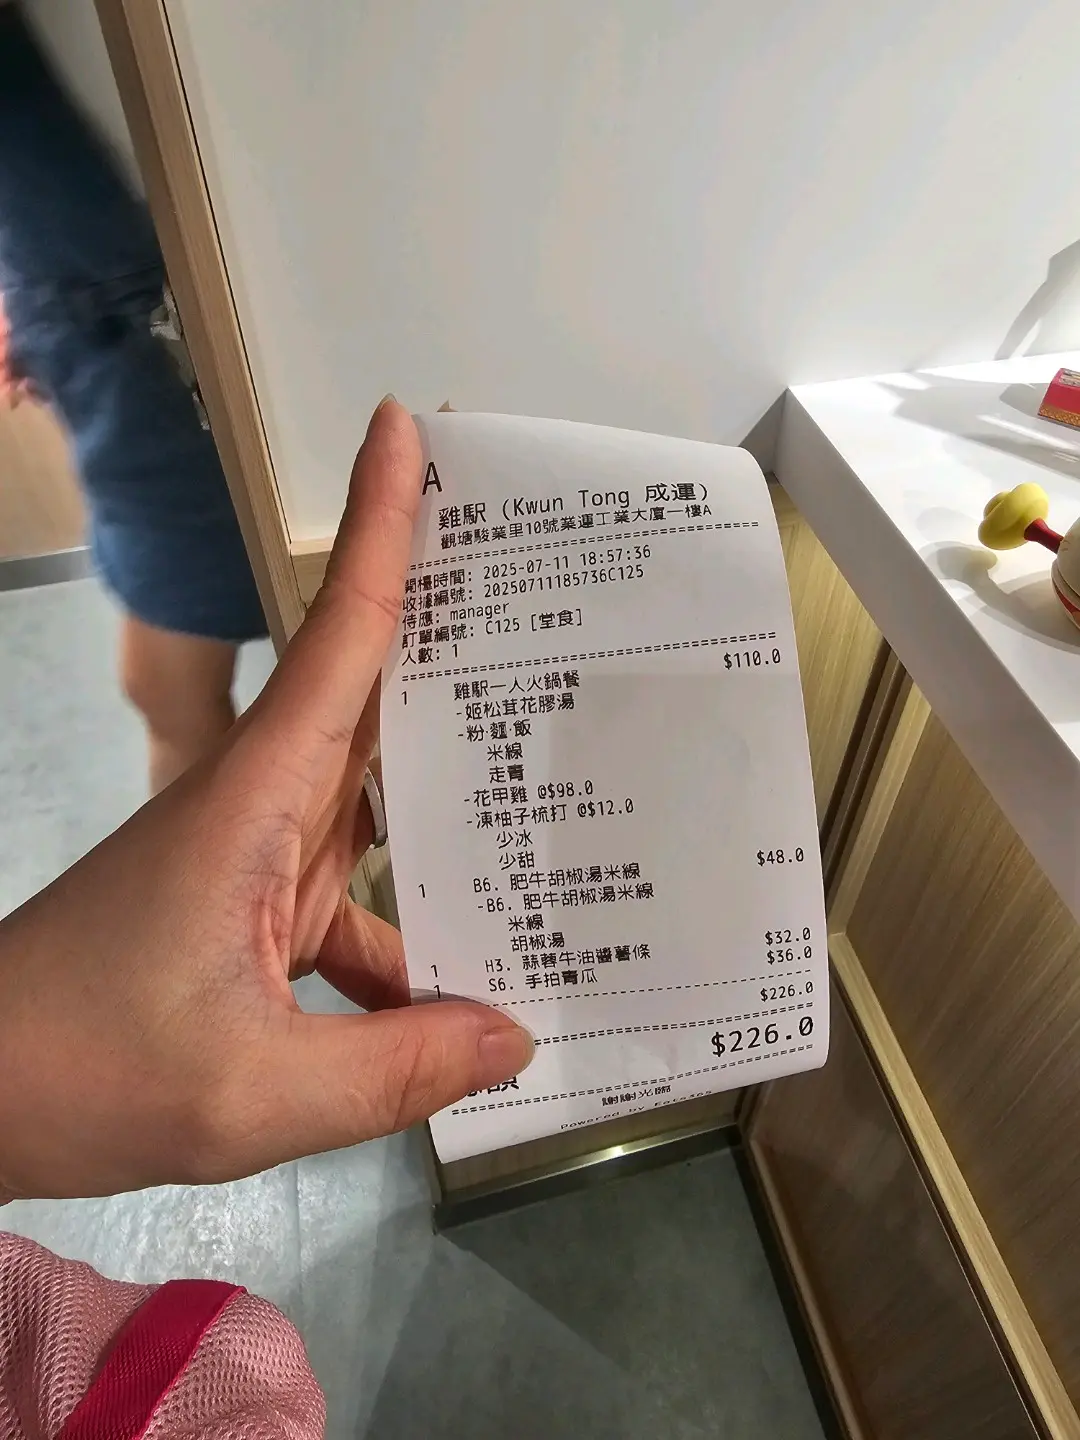 A
雞駅 (Kwun Tong 成運)
觀塘駿業里10號業運工業大廈一樓A
開檯時間: 2025-07-11 18:57:36
收據編號: 20250711185736C125
侍應: manager
訂單編號: C125 [堂食]
人數: 1
1 雞駅一人火鍋餐 $110.0
-姬松茸花膠湯
-粉·麵·飯
米線
走青
-花甲雞 @$98.0
-凍柚子梳打 @$12.0
少冰
少甜
1 B6. 肥牛胡椒湯米線 $48.0
-B6. 肥牛胡椒湯米線
米線
胡椒湯
1 H3. 蒜蓉牛油醬薯條 $32.0
1 S6. 手拍青瓜 $36.0
$226.0
$226.0
謝謝光臨
Powered by